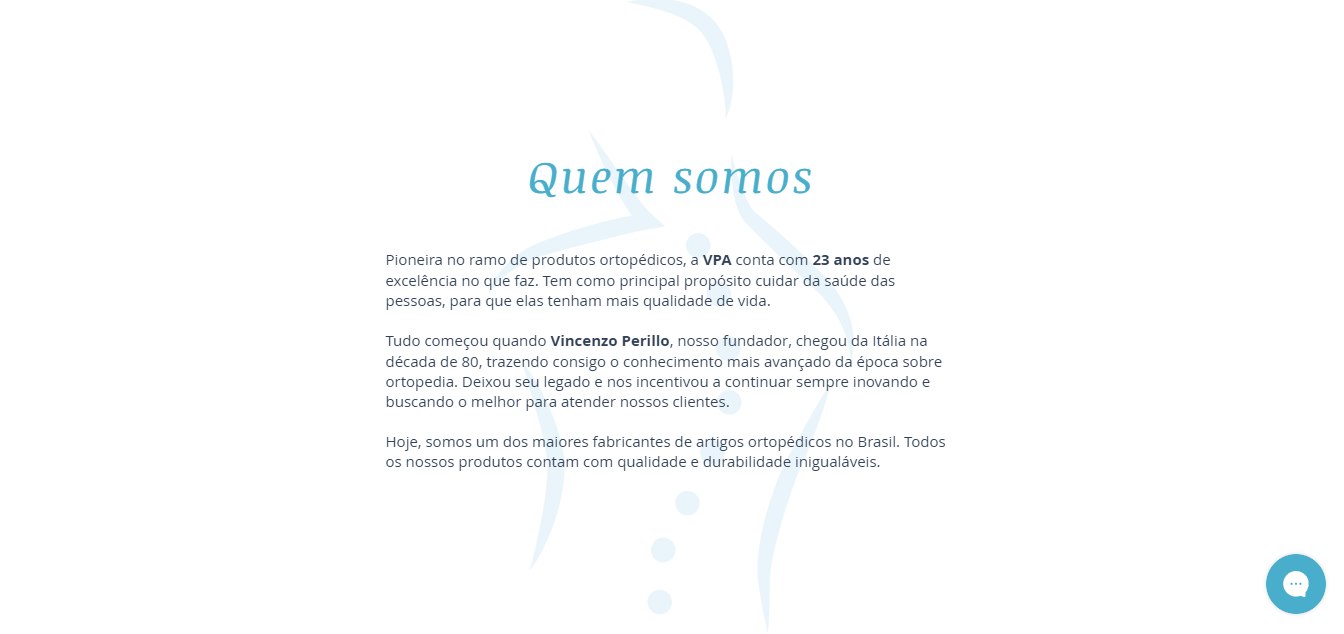 Quem somos
Pioneira no ramo de produtos ortopédicos, a VPA conta com 23 anos de
excelência no que faz. Tem como principal propósito cuidar da saúde das
pessoas, para que elas tenham mais qualidade de vida.
Tudo começou quando Vincenzo Perillo, nosso fundador, chegou da Itália na
década de 80, trazendo consigo o conhecimento mais avançado da época sobre
ortopedia. Deixou seu legado e nos incentivou a continuar sempre inovando e
buscando o melhor para atender nossos clientes.
Hoje, somos um dos maiores fabricantes de artigos ortopédicos no Brasil. Todos
os nossos produtos contam com qualidade e durabilidade inigualáveis.